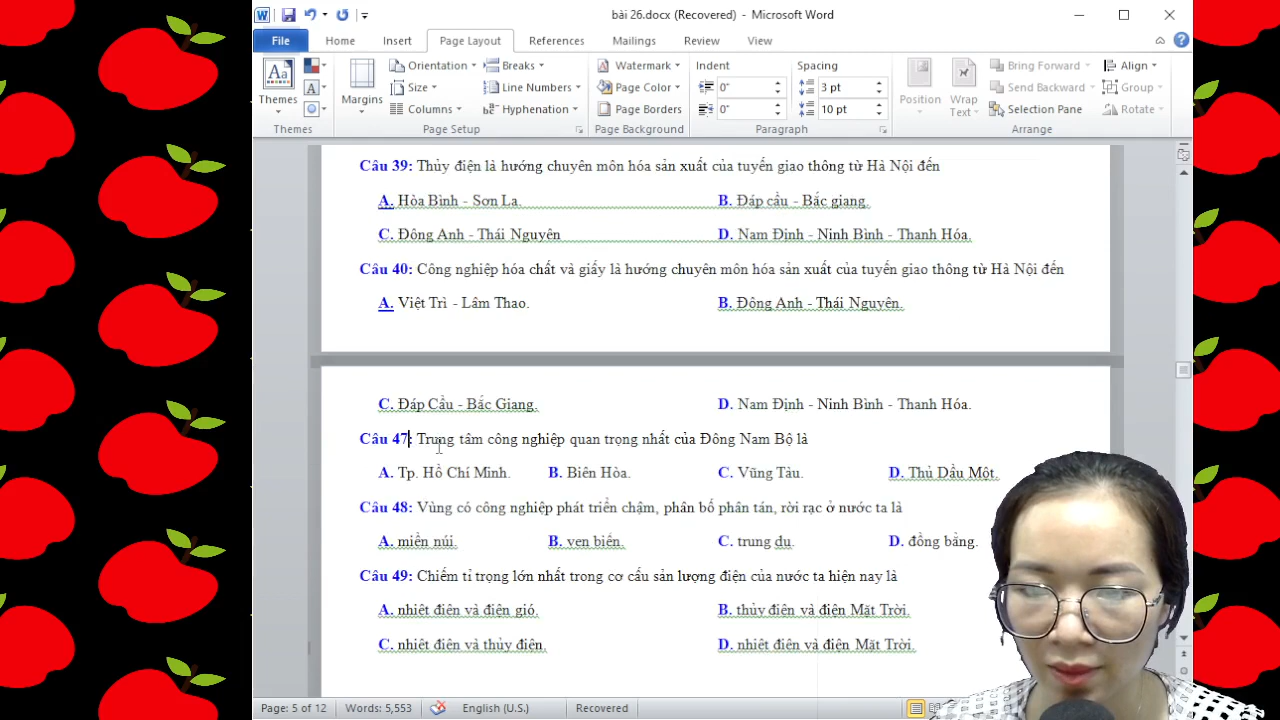 bài 26.docx (Recovered) - Microsoft Word
File Home Insert Page Layout References Mailings Review View
Orientation Breaks Watermark Indent Spacing Bring Forward Align
Themes Margins Size Line Numbers Page Color 0" 3 pt Position Wrap Text Send Backward Group
Columns Hyphenation Page Borders 0" 10 pt Selection Pane Rotate
Themes Page Setup Page Background Paragraph Arrange
Câu 39: Thủy điện là hướng chuyên môn hóa sản xuất của tuyến giao thông từ Hà Nội đến
A. Hòa Bình - Sơn La. B. Đáp cầu - Bắc giang.
C. Đông Anh - Thái Nguyên D. Nam Định - Ninh Bình - Thanh Hóa.
Câu 40: Công nghiệp hóa chất và giấy là hướng chuyên môn hóa sản xuất của tuyến giao thông từ Hà Nội đến
A. Việt Trì - Lâm Thao. B. Đông Anh - Thái Nguyên.
C. Đáp Cầu - Bắc Giang. D. Nam Định - Ninh Bình - Thanh Hóa.
Câu 47: Trung tâm công nghiệp quan trọng nhất của Đông Nam Bộ là
A. Tp. Hồ Chí Minh. B. Biên Hòa. C. Vũng Tàu. D. Thủ Dầu Một.
Câu 48: Vùng có công nghiệp phát triển chậm, phân bố phân tán, rời rạc ở nước ta là
A. miền núi. B. ven biển. C. trung du. D. đồng bằng.
Câu 49: Chiếm tỉ trọng lớn nhất trong cơ cấu sản lượng điện của nước ta hiện nay là
A. nhiệt điện và điện gió. B. thủy điện và điện Mặt Trời.
C. nhiệt điện và thủy điện. D. nhiệt điện và điện Mặt Trời.
Page: 5 of 12 Words: 5,553 English (U.S.) Recovered